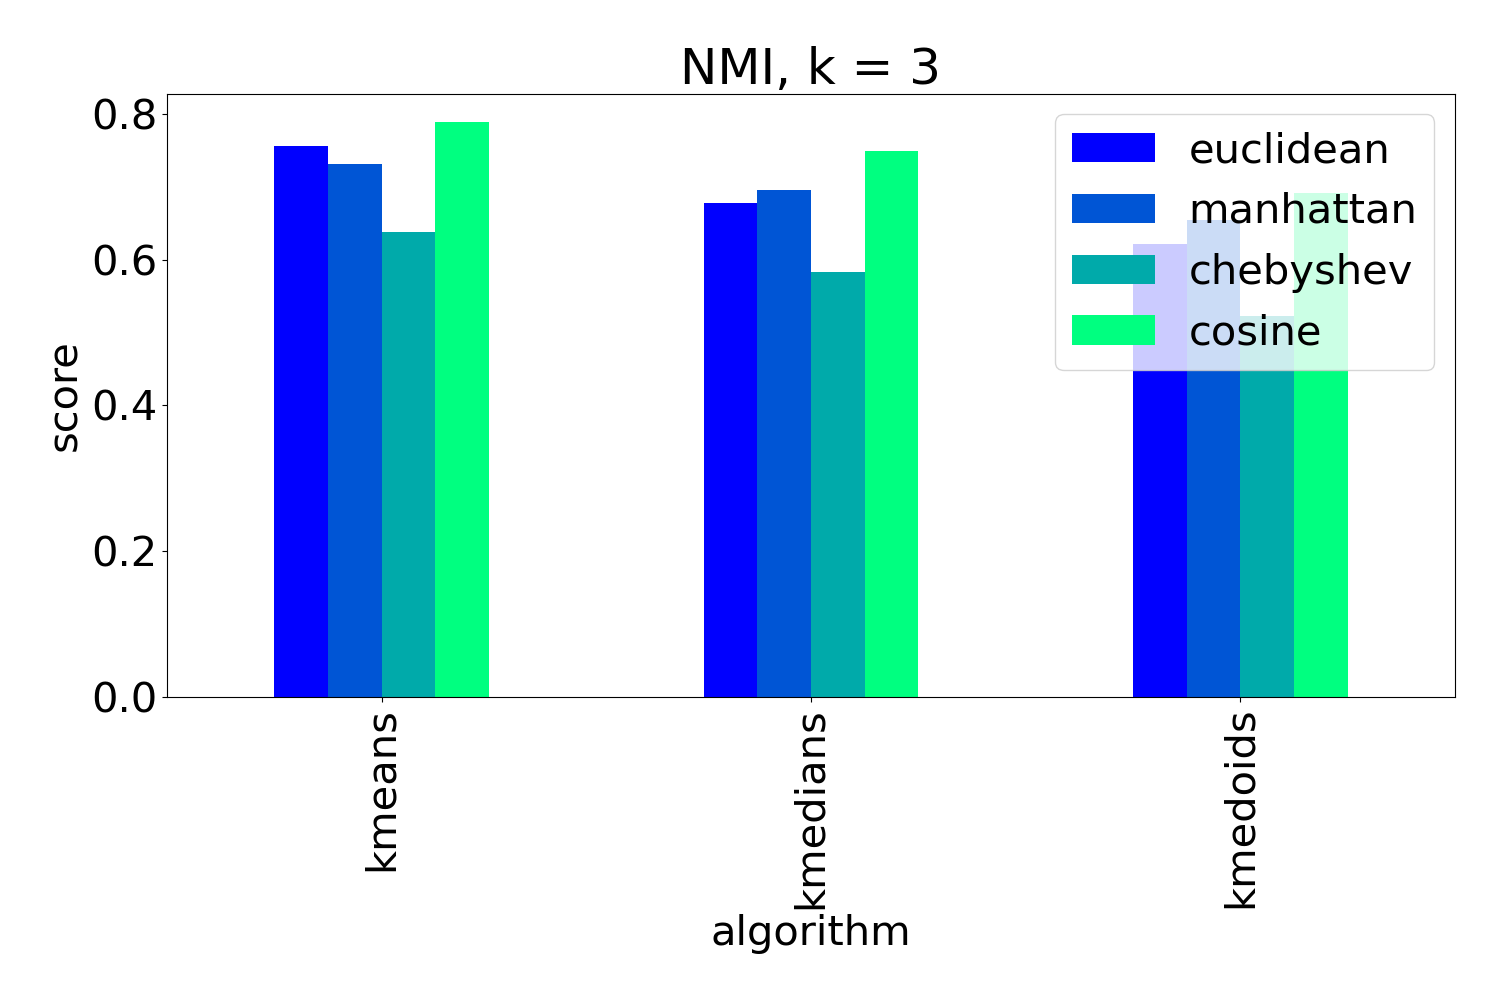 NMI, k = 3
score
0.8
0.6
0.4
0.2
0.0
euclidean
manhattan
chebyshev
cosine
kmeans
kmedians
kmedoids
algorithm